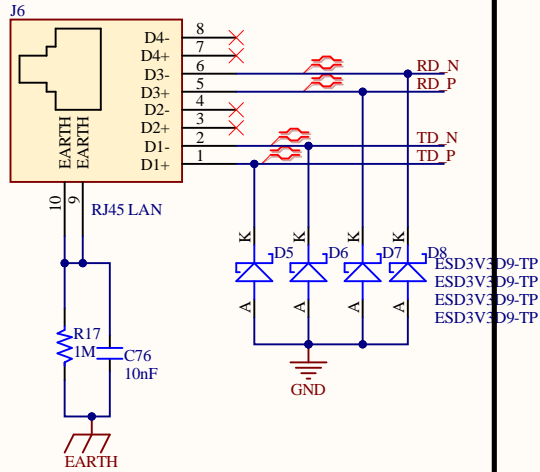 J6
D4- 8
D4+ 7
D3- 6 RD_N
D3+ 5 RD_P
D2- 4
D2+ 3
D1- 2 TD_N
D1+ 1 TD_P
EARTH
EARTH
10
9
RJ45 LAN
K K K K
D5 D6 D7 D8
ESD3V3D9-TP
ESD3V3D9-TP
ESD3V3D9-TP
ESD3V3D9-TP
A A A A
R17
1M
C76
10nF
GND
EARTH